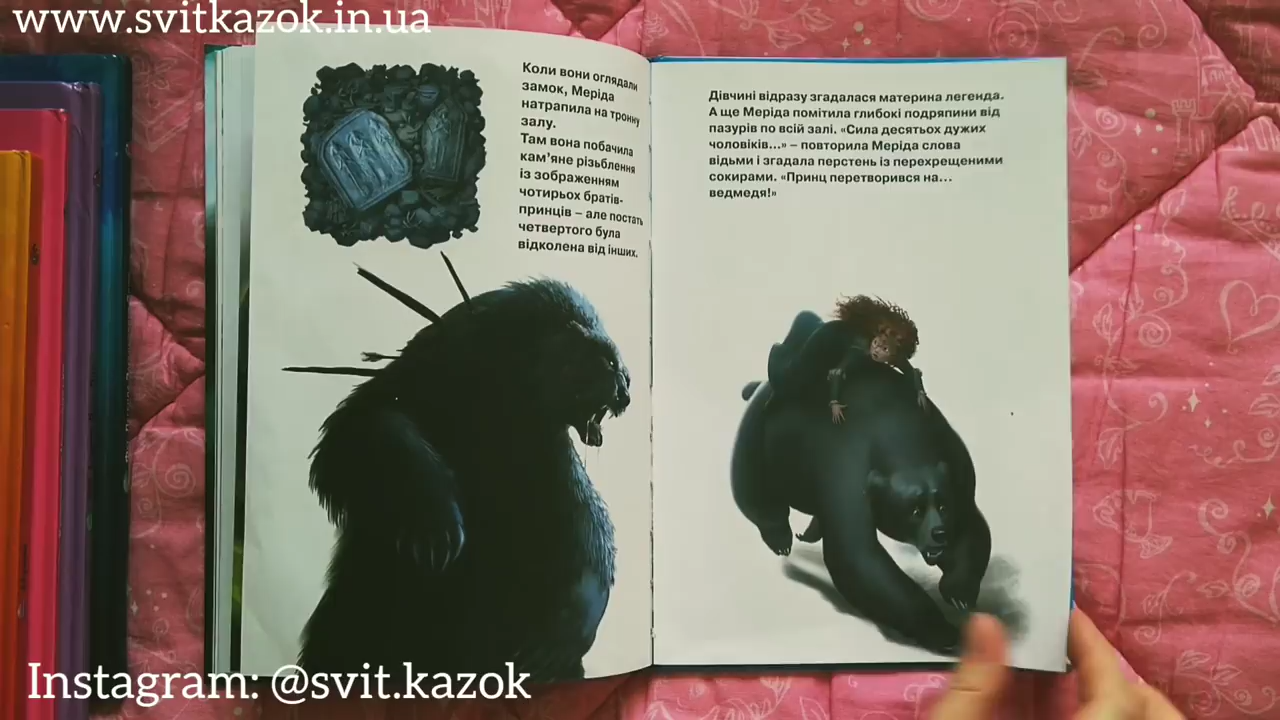 www.svitkazok.in.ua
Коли вони оглядали
замок, Меріда
натрапила на тронну
залу.
Там вона побачила
кам’яне різьблення
із зображенням
чотирьох братів-
принців – але постать
четвертого була
відколена від інших.
Дівчині відразу згадалася материна легенда.
А ще Меріда помітила глибокі подряпини від
пазурів по всій залі. «Сила десятьох дужих
чоловіків...» – повторила Меріда слова
відьми і згадала перстень із перехрещеними
сокирами. «Принц перетворився на...
ведмедя!»
Instagram: @svit.kazok